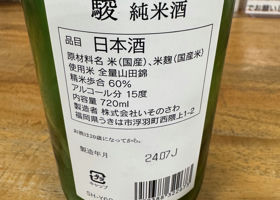 駿 純米酒
品目 日本酒
原材料名 米(国産)、米麹(国産米)
使用米 全量山田錦
精米歩合 60%
アルコール分 15度
内容量 720ml
製造者 株式会社いそのさわ
福岡県うきは市浮羽町西隈上1-2
お酒は20歳になってから。
製造年月 2407J
キャップ